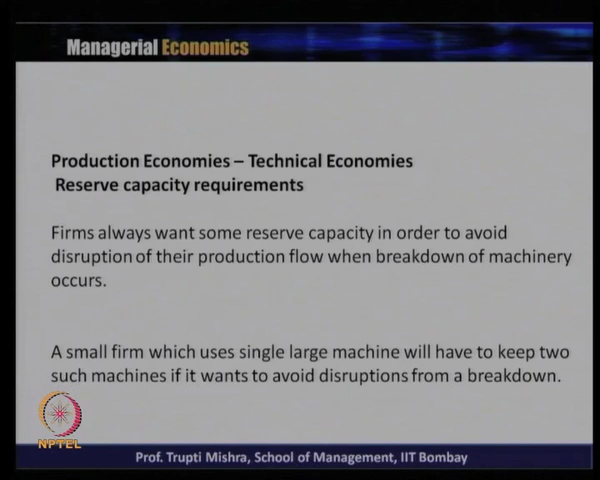 Managerial Economics
Production Economies – Technical Economies
Reserve capacity requirements
Firms always want some reserve capacity in order to avoid
disruption of their production flow when breakdown of machinery
occurs.
A small firm which uses single large machine will have to keep two
such machines if it wants to avoid disruptions from a breakdown.
NPTEL
Prof. Trupti Mishra, School of Management, IIT Bombay